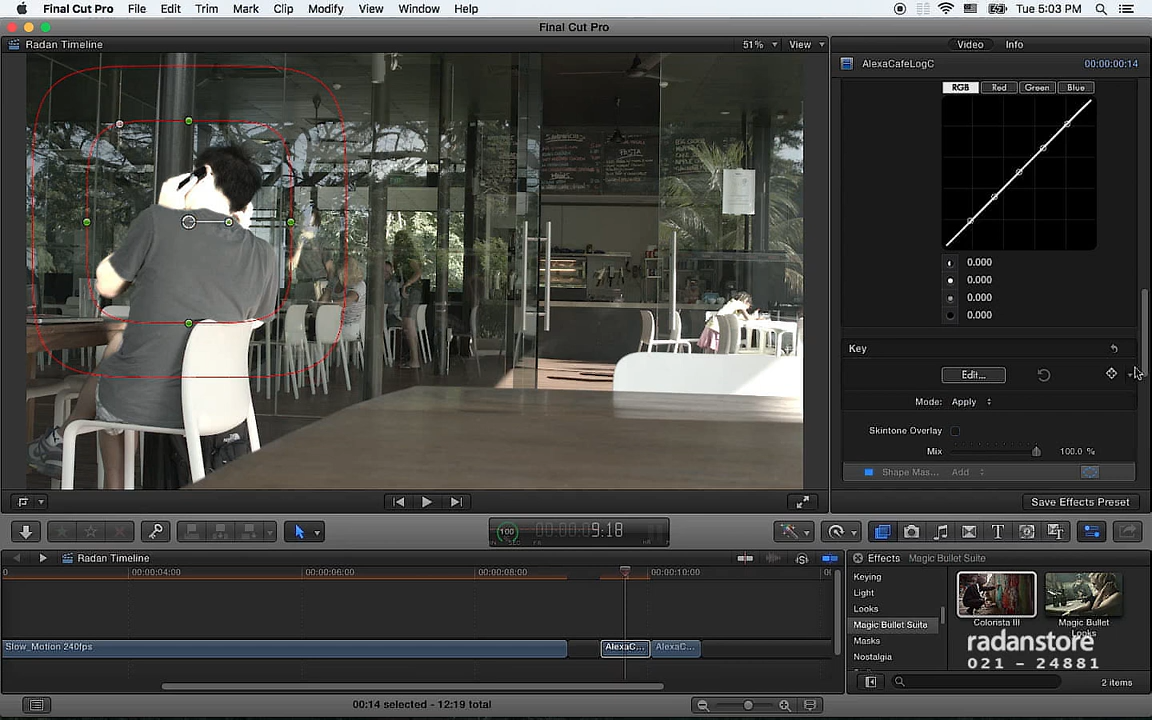 Final Cut Pro File Edit Trim Mark Clip Modify View Window Help
Tue 5:03 PM
Final Cut Pro
Radan Timeline
51%
View
Video
Info
AlexaCafeLogC
00:00:00:14
RGB
Red
Green
Blue
0.000
0.000
0.000
0.000
Key
Edit...
Mode: Apply
Skintone Overlay
Mix
100.0 %
Shape Mas...
Add
Save Effects Preset
100
9:18
Radan Timeline
00:00:04:00
00:00:06:00
00:00:08:00
00:00:10:00
Slow_Motion 240fps
AlexaC...
AlexaC...
Effects
Magic Bullet Suite
Keying
Light
Looks
Magic Bullet Suite
Masks
Nostalgia
Colorista III
Magic Bullet
Looks
radanstore
021 - 24881
2 items
00:14 selected - 12:19 total